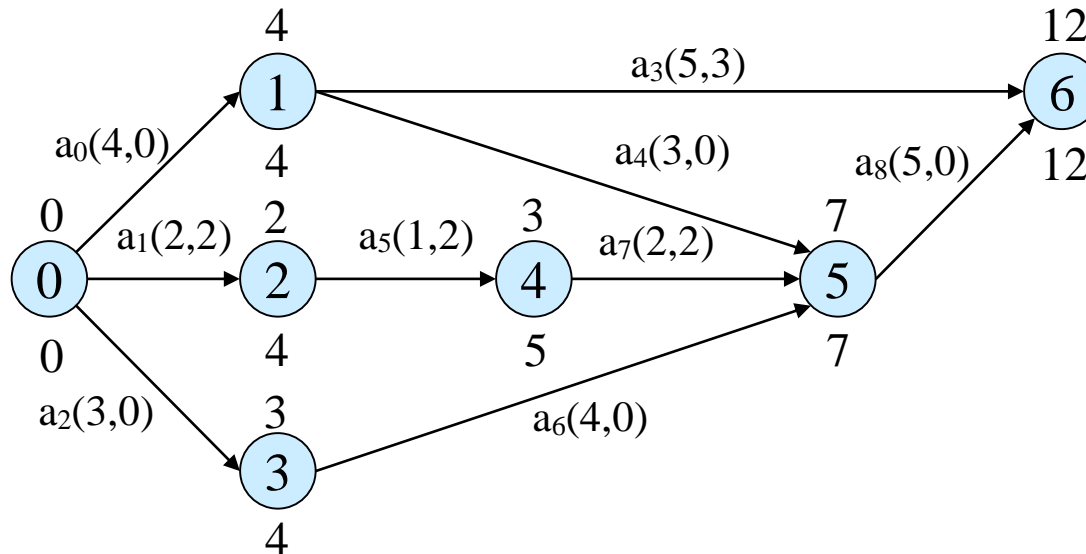 4
12
1
a₃(5,3)
6
a₀(4,0)
a₄(3,0)
a₈(5,0)
4
12
0
a₁(2,2)
2
a₅(1,2)
3
a₇(2,2)
7
0
2
4
5
0
4
5
7
a₂(3,0)
3
a₆(4,0)
3
4